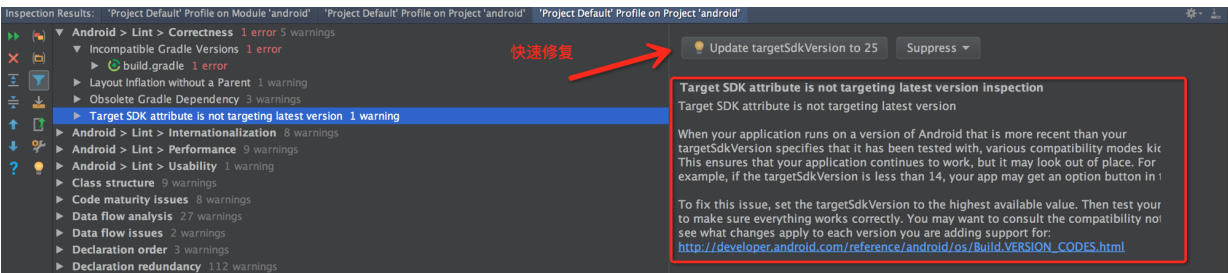 Inspection Results: 'Project Default' Profile on Module 'android' 'Project Default' Profile on Project 'android' 'Project Default' Profile on Project 'android'
Android > Lint > Correctness 1 error 5 warnings
Incompatible Gradle Versions 1 error
build.gradle 1 error
Layout Inflation without a Parent 1 warning
Obsolete Gradle Dependency 3 warnings
Target SDK attribute is not targeting latest version 1 warning
Android > Lint > Internationalization 8 warnings
Android > Lint > Performance 9 warnings
Android > Lint > Usability 1 warning
Class structure 9 warnings
Code maturity issues 8 warnings
Data flow analysis 27 warnings
Data flow issues 2 warnings
Declaration order 3 warnings
Declaration redundancy 112 warnings
快速修复
Update targetSdkVersion to 25 Suppress
Target SDK attribute is not targeting latest version inspection
Target SDK attribute is not targeting latest version
When your application runs on a version of Android that is more recent than your
targetSdkVersion specifies that it has been tested with, various compatibility modes kic
This ensures that your application continues to work, but it may look out of place. For
example, if the targetSdkVersion is less than 14, your app may get an option button in t
To fix this issue, set the targetSdkVersion to the highest available value. Then test your
to make sure everything works correctly. You may want to consult the compatibility not
see what changes apply to each version you are adding support for:
http://developer.android.com/reference/android/os/Build.VERSION_CODES.html